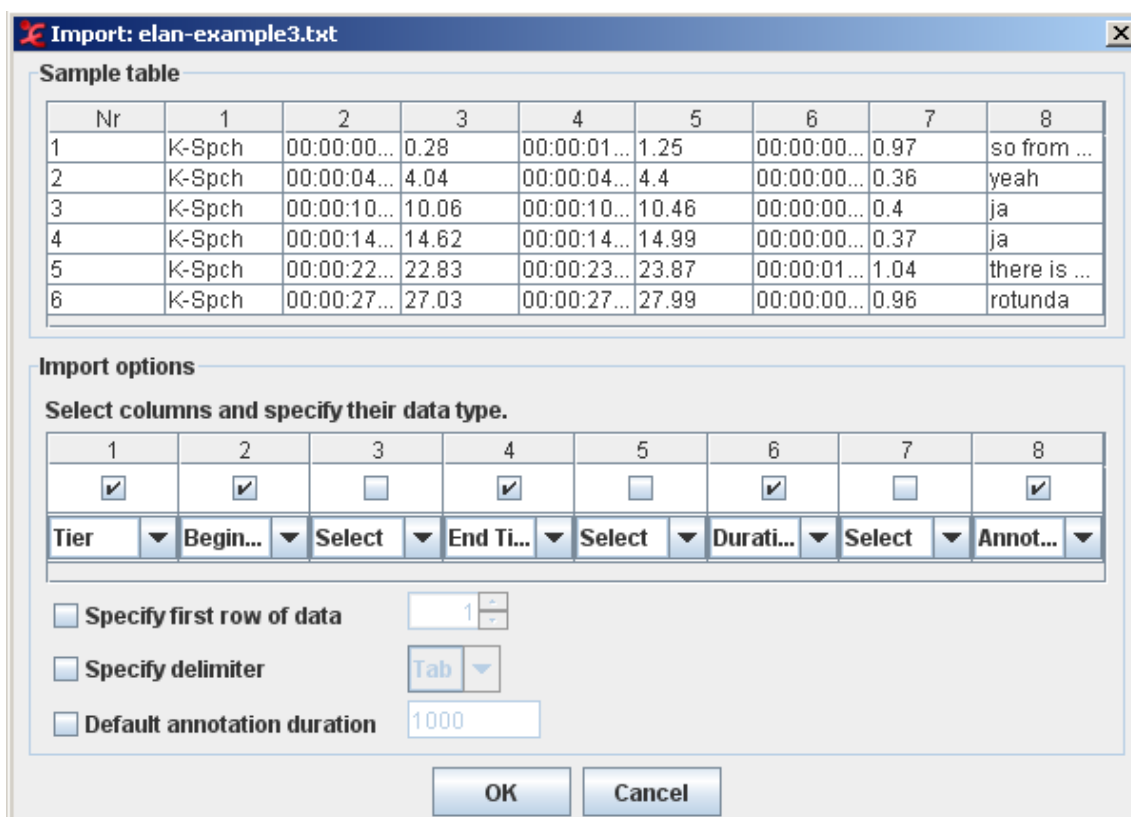 Import: elan-example3.txt
Sample table
Nr 1 2 3 4 5 6 7 8
1 K-Spch 00:00:00... 0.28 00:00:01... 1.25 00:00:00... 0.97 so from ...
2 K-Spch 00:00:04... 4.04 00:00:04... 4.4 00:00:00... 0.36 yeah
3 K-Spch 00:00:10... 10.06 00:00:10... 10.46 00:00:00... 0.4 ja
4 K-Spch 00:00:14... 14.62 00:00:14... 14.99 00:00:00... 0.37 ja
5 K-Spch 00:00:22... 22.83 00:00:23... 23.87 00:00:01... 1.04 there is ...
6 K-Spch 00:00:27... 27.03 00:00:27... 27.99 00:00:00... 0.96 rotunda
Import options
Select columns and specify their data type.
1 2 3 4 5 6 7 8
Tier Begin... Select End Ti... Select Durati... Select Annot...
Specify first row of data 1
Specify delimiter Tab
Default annotation duration 1000
OK Cancel